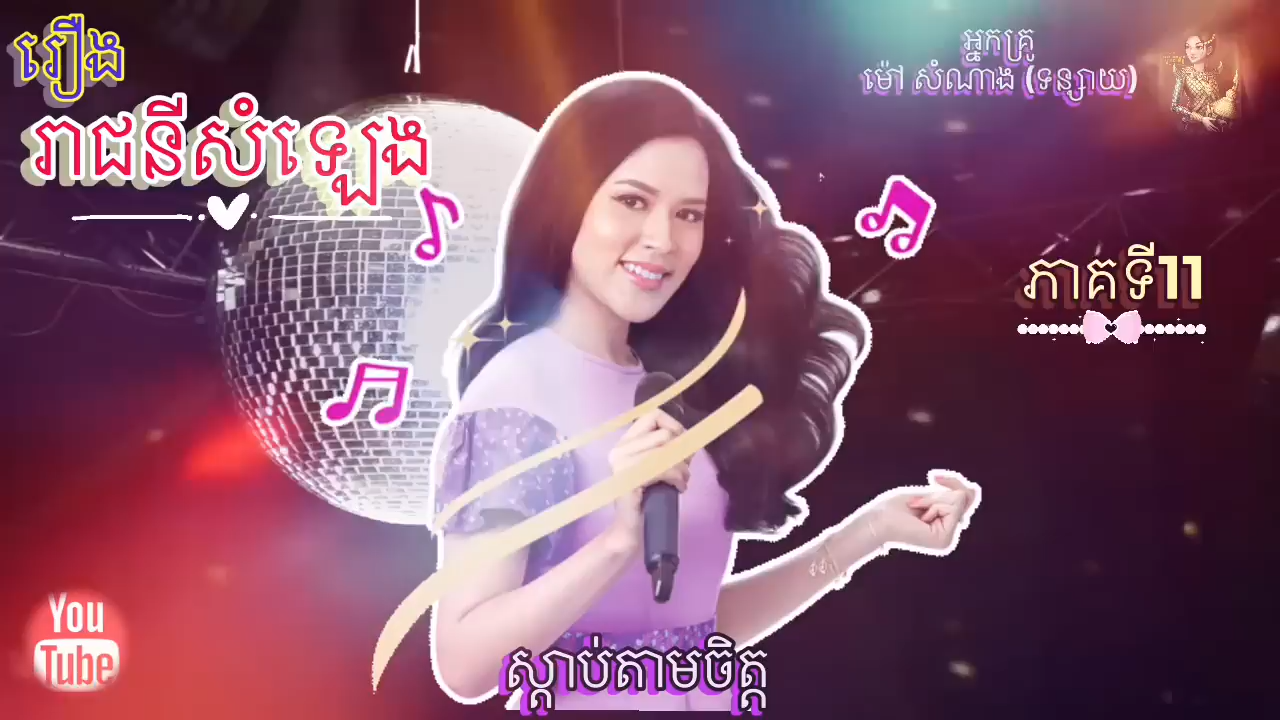 រឿង
រាជនីសំឡេង
អ្នកគ្រូ
ម៉ៅ សំណាង (ទន្សាយ)
ភាគទី11
You
Tube
ស្តាប់តាមចិត្ត